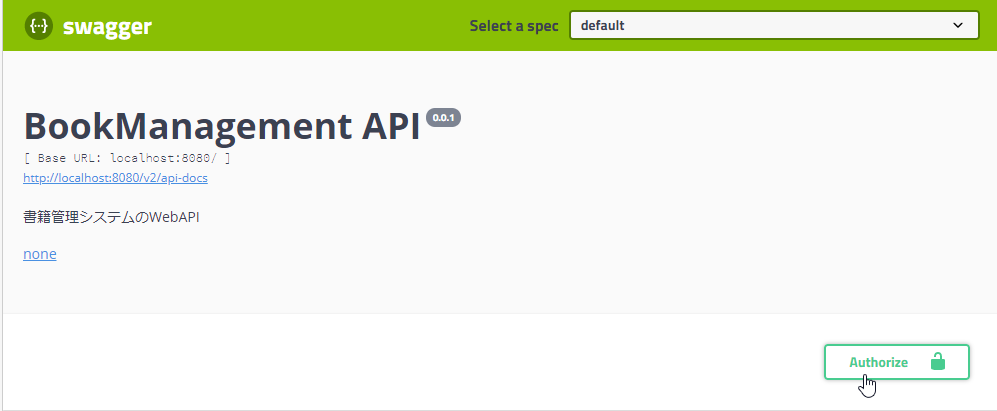 {···} swagger Select a spec default
BookManagement API 0.0.1
[ Base URL: localhost:8080/ ]
http://localhost:8080/v2/api-docs
書籍管理システムのWebAPI
none
Authorize